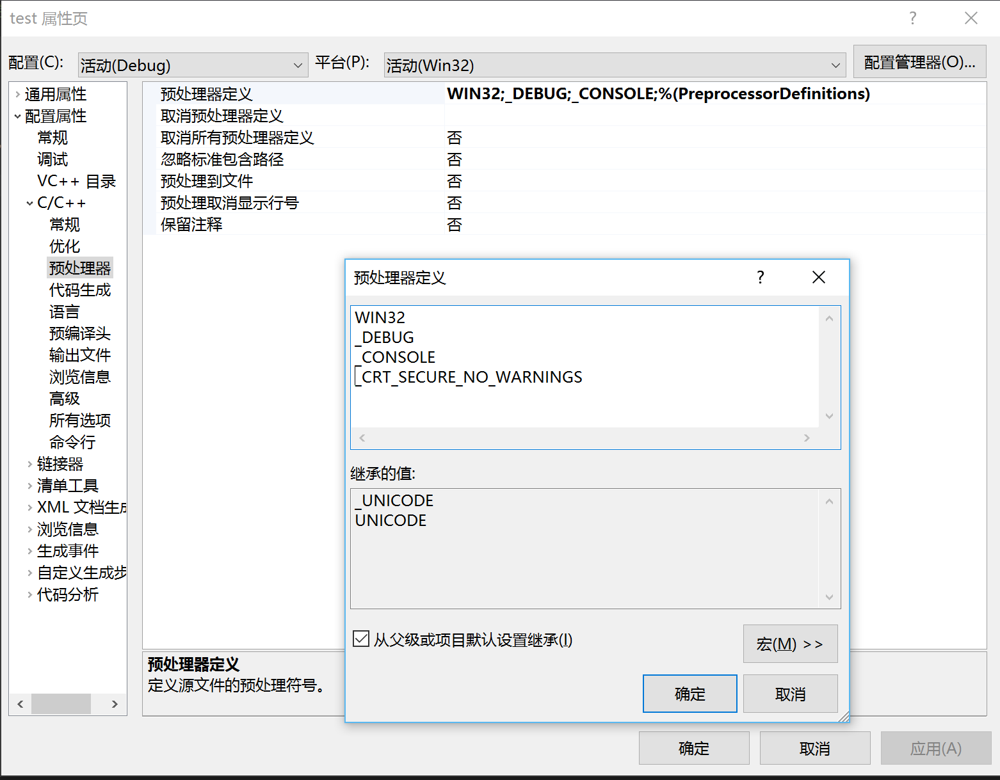 test 属性页
配置(C):
活动(Debug)
平台(P):
活动(Win32)
配置管理器(O)...
通用属性
配置属性
常规
调试
VC++ 目录
C/C++
常规
优化
预处理器
代码生成
语言
预编译头
输出文件
浏览信息
高级
所有选项
命令行
链接器
清单工具
XML 文档生成
浏览信息
生成事件
自定义生成步
代码分析
预处理器定义 WIN32;_DEBUG;_CONSOLE;%(PreprocessorDefinitions)
取消预处理器定义
取消所有预处理器定义 否
忽略标准包含路径 否
预处理到文件 否
预处理取消显示行号 否
保留注释 否
预处理器定义
WIN32
_DEBUG
_CONSOLE
_CRT_SECURE_NO_WARNINGS
继承的值:
_UNICODE
UNICODE
从父级或项目默认设置继承(I)
宏(M) >>
确定
取消
预处理器定义
定义源文件的预处理符号。
确定
取消
应用(A)